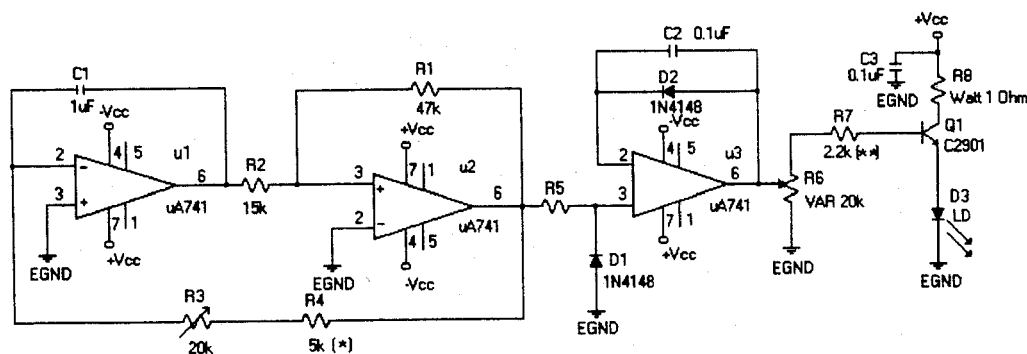 C1
1uF
-Vcc
4
5
u1
2
3
6
7
1
uA741
EGND
+Vcc
R2
15k
R1
47k
+Vcc
7
1
u2
3
2
6
4
5
uA741
EGND
-Vcc
R3
20k
R4
5k (*)
R5
D1
1N4148
EGND
C2 0.1uF
D2
1N4148
-Vcc
4
5
u3
2
3
6
7
1
uA741
+Vcc
R6
VAR 20k
EGND
R7
2.2k (**)
+Vcc
C3
0.1uF
EGND
R8
Watt 1 Ohm
Q1
C2901
D3
LD
EGND